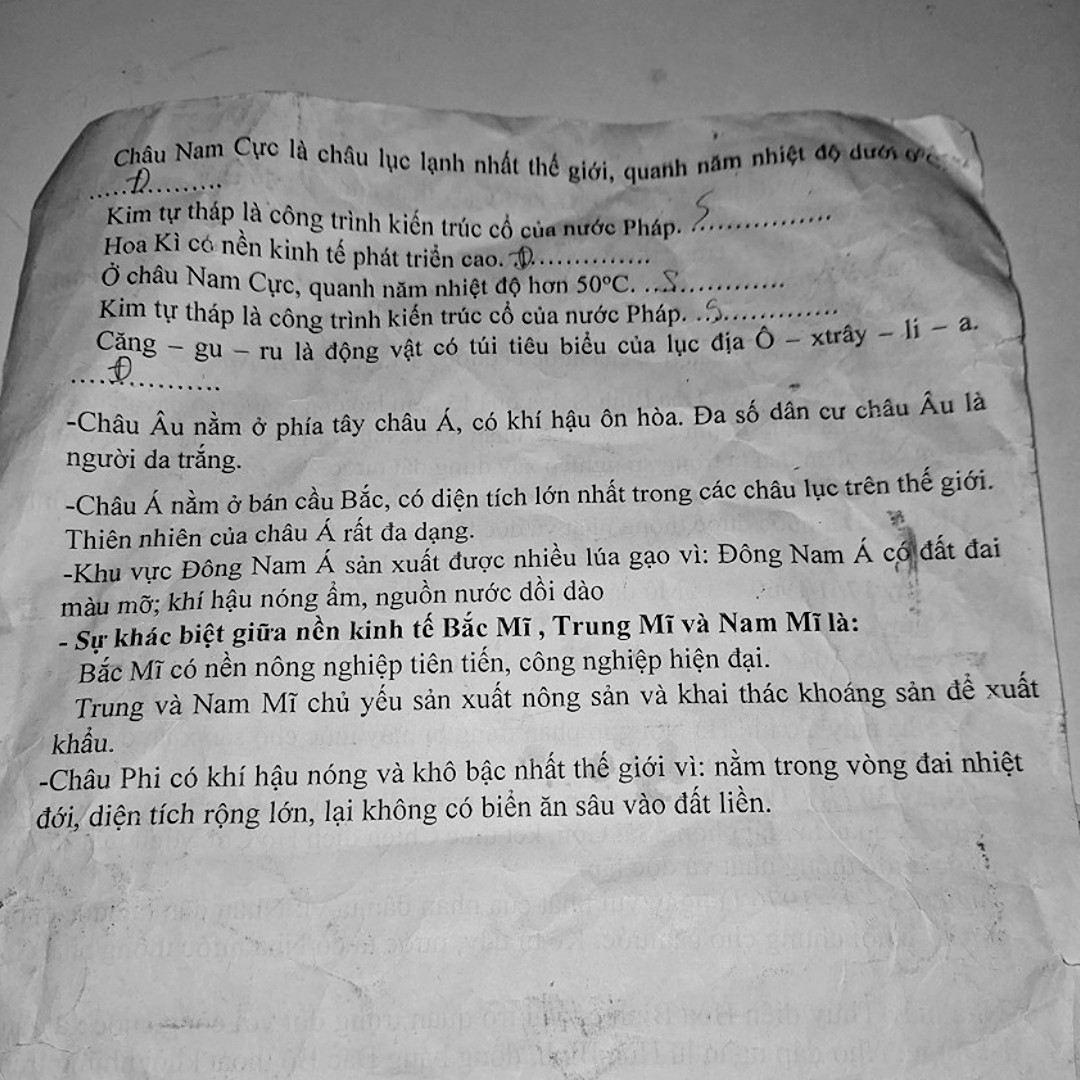 Châu Nam Cực là châu lục lạnh nhất thế giới, quanh năm nhiệt độ dưới
.....Đ.........
Kim tự tháp là công trình kiến trúc cổ của nước Pháp. S...............
Hoa Kì có nền kinh tế phát triển cao. Đ.............
Ở châu Nam Cực, quanh năm nhiệt độ hơn 50°C. ..S.............
Kim tự tháp là công trình kiến trúc cổ của nước Pháp. ..S..............
Căng – gu – ru là động vật có túi tiêu biểu của lục địa Ô – xtrây – li – a.
.....Đ............
-Châu Âu nằm ở phía tây châu Á, có khí hậu ôn hòa. Đa số dân cư châu Âu là
người da trắng.
-Châu Á nằm ở bán cầu Bắc, có diện tích lớn nhất trong các châu lục trên thế giới.
Thiên nhiên của châu Á rất đa dạng.
-Khu vực Đông Nam Á sản xuất được nhiều lúa gạo vì: Đông Nam Á có đất đai
màu mỡ; khí hậu nóng ẩm, nguồn nước dồi dào
- Sự khác biệt giữa nền kinh tế Bắc Mĩ , Trung Mĩ và Nam Mĩ là:
Bắc Mĩ có nền nông nghiệp tiên tiến, công nghiệp hiện đại.
Trung và Nam Mĩ chủ yếu sản xuất nông sản và khai thác khoáng sản để xuất
khẩu.
-Châu Phi có khí hậu nóng và khô bậc nhất thế giới vì: nằm trong vòng đai nhiệt
đới, diện tích rộng lớn, lại không có biển ăn sâu vào đất liền.